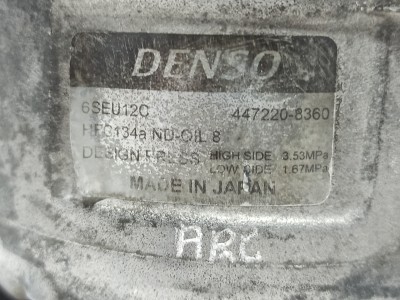 DENSO
6SEU12C 447220-8360
HFC134a ND-OIL 8
DESIGN PRESS HIGH SIDE 3.53MPa
LOW SIDE 1.67MPa
MADE IN JAPAN
ARC